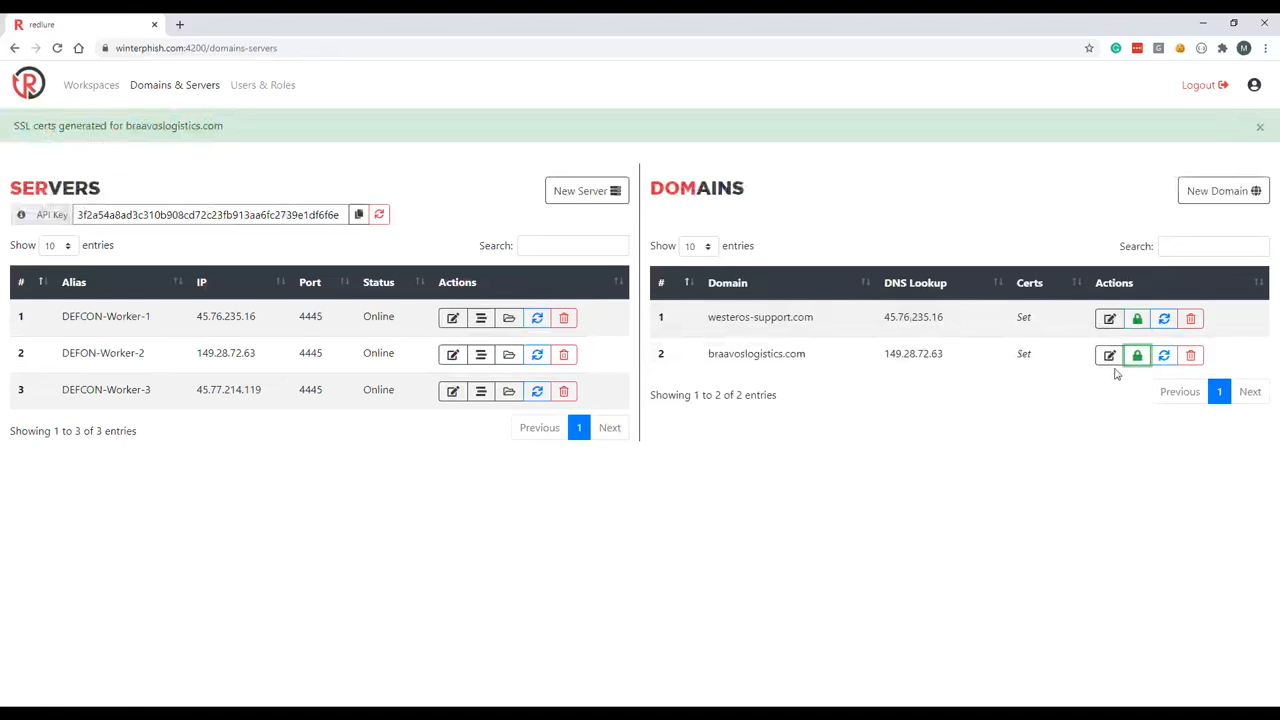 redlure
winterphish.com:4200/domains-servers
Workspaces Domains & Servers Users & Roles Logout
SSL certs generated for braavoslogistics.com
SERVERS
New Server
API Key 3f2a54a8ad3c310b908cd72c23fb913aa6fc2739e1df6f6e
Show 10 entries Search:
# Alias IP Port Status Actions
1 DEFCON-Worker-1 45.76.235.16 4445 Online
2 DEFON-Worker-2 149.28.72.63 4445 Online
3 DEFCON-Worker-3 45.77.214.119 4445 Online
Showing 1 to 3 of 3 entries
Previous 1 Next
DOMAINS
New Domain
Show 10 entries Search:
# Domain DNS Lookup Certs Actions
1 westeros-support.com 45.76.235.16 Set
2 braavoslogistics.com 149.28.72.63 Set
Showing 1 to 2 of 2 entries
Previous 1 Next